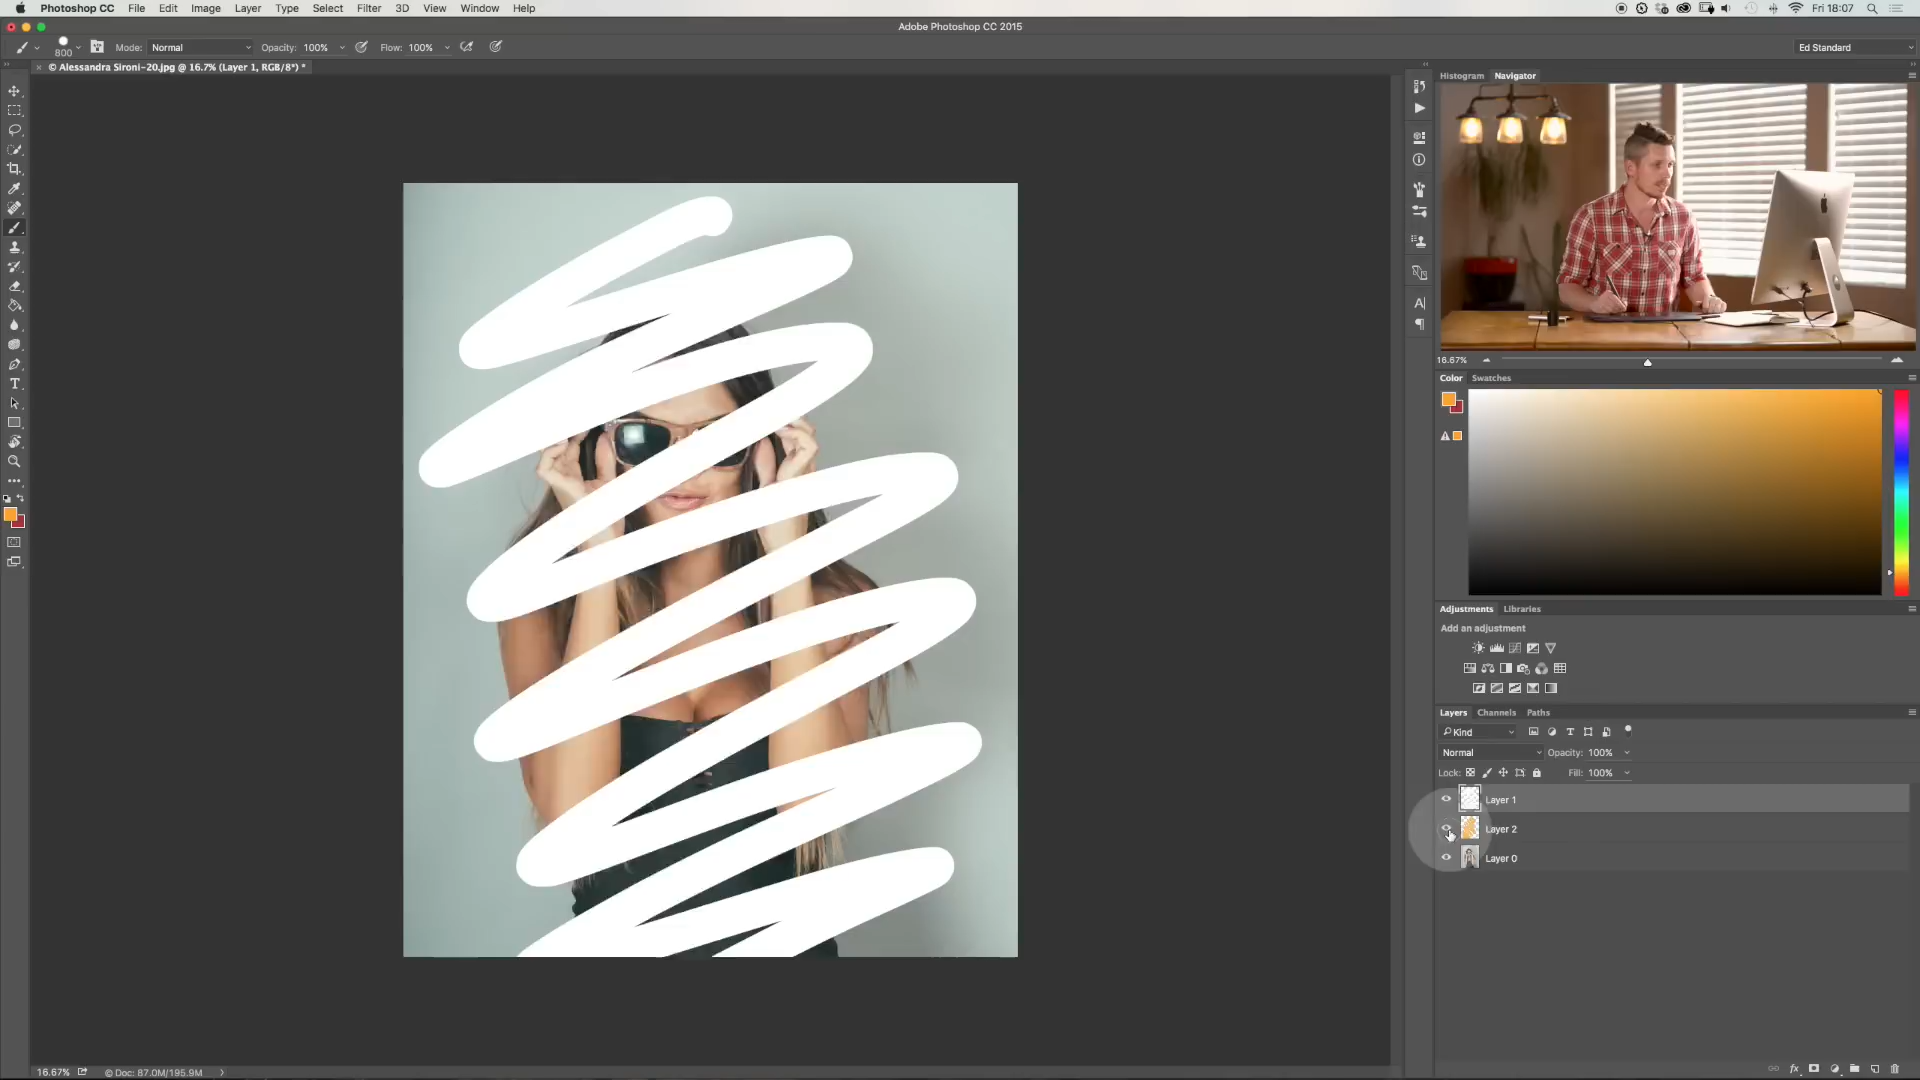 Photoshop CC File Edit Image Layer Type Select Filter 3D View Window Help Fri 18:07
Adobe Photoshop CC 2015
800 Mode: Normal Opacity: 100% Flow: 100% Ed Standard
© Alessandra Sironi-20.jpg @ 16.7% (Layer 1, RGB/8*) *
Histogram Navigator
16.67%
Color Swatches
Adjustments Libraries
Add an adjustment
Layers Channels Paths
Kind
Normal Opacity: 100%
Lock: Fill: 100%
Layer 1
Layer 2
Layer 0
16.67% Doc: 87.0M/195.9M